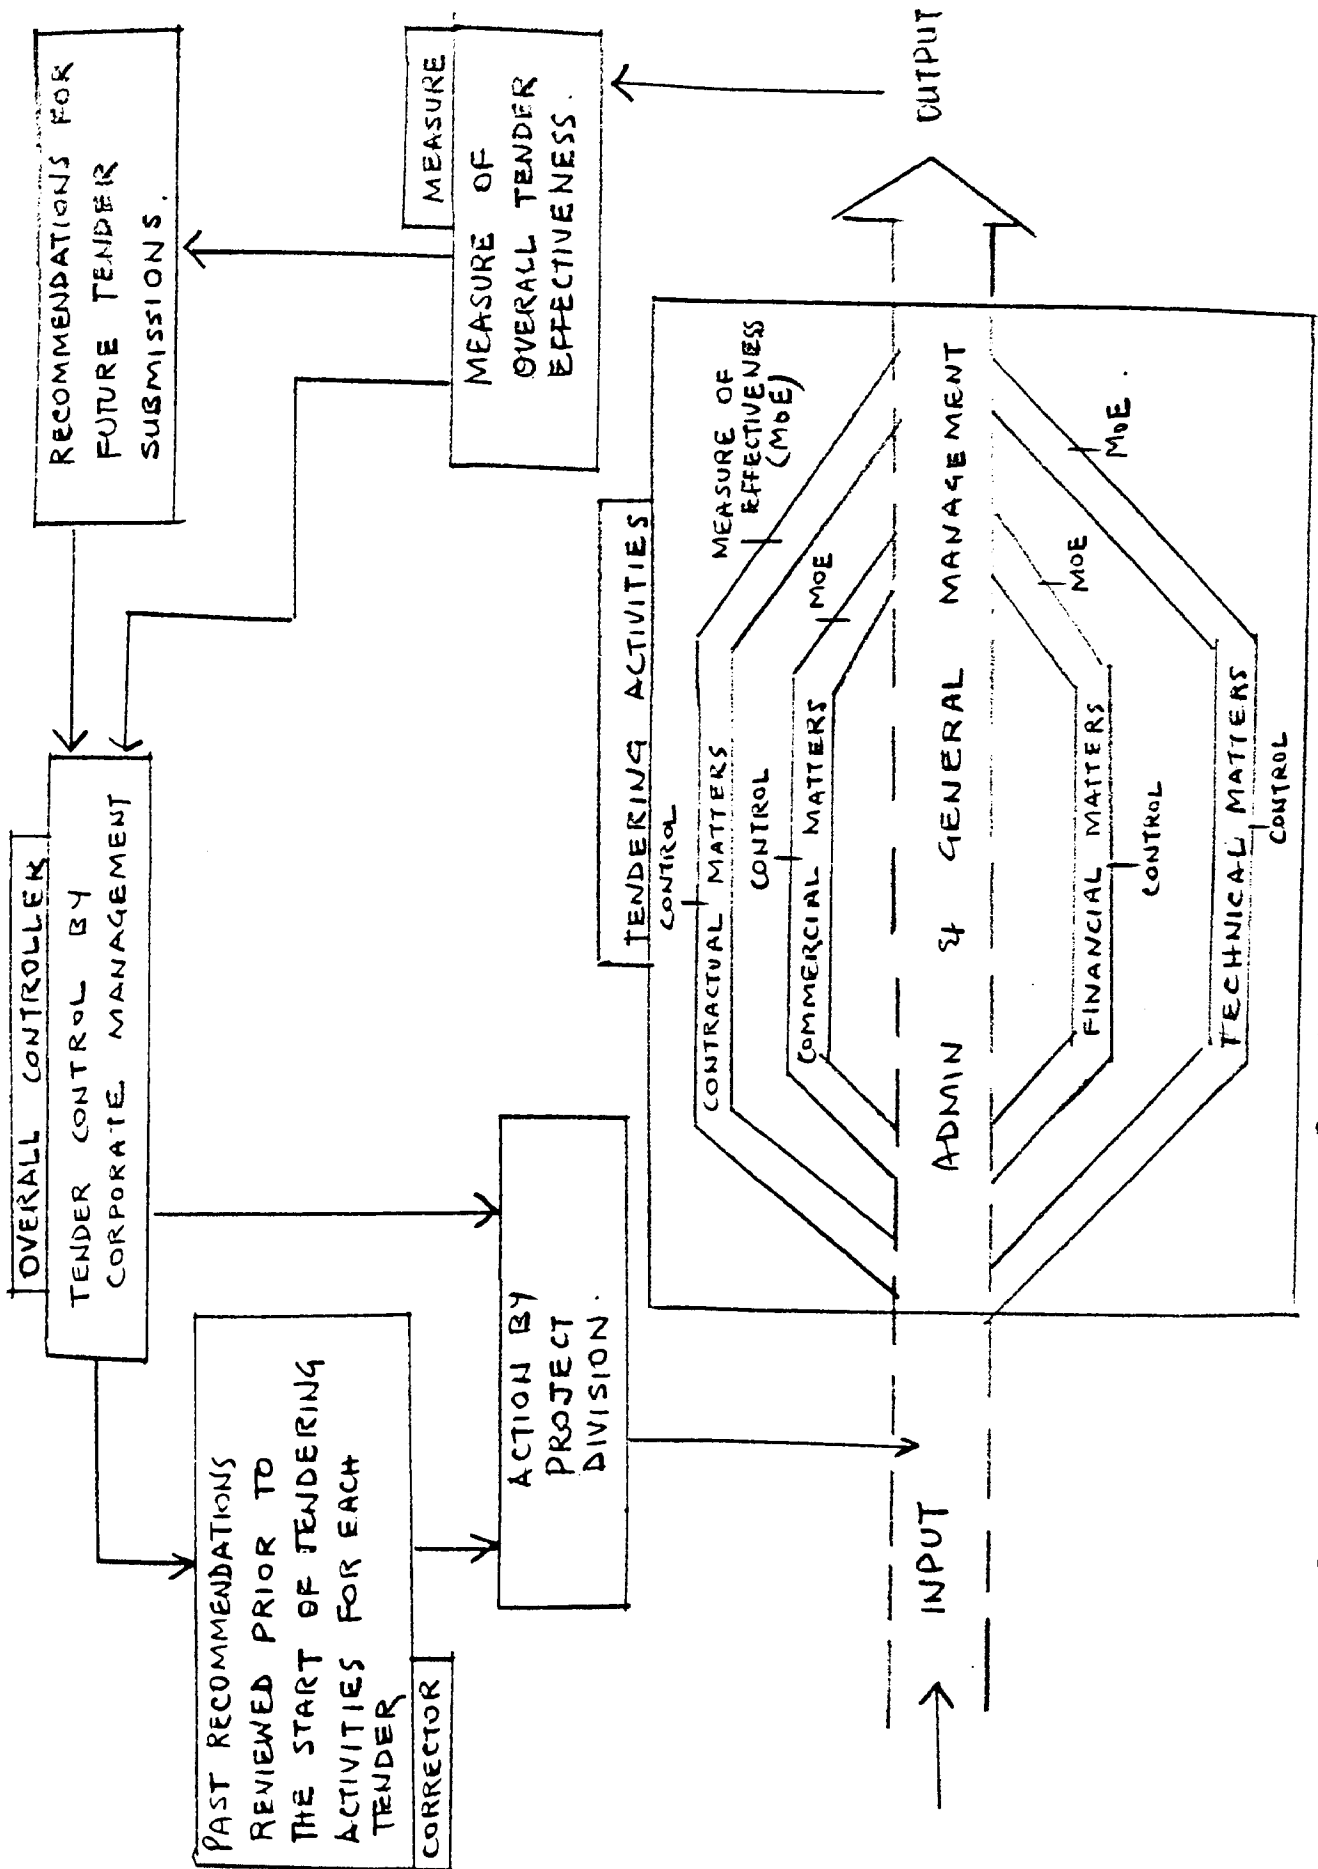 OVERALL CONTROLLER
TENDER CONTROL BY
CORPORATE MANAGEMENT
RECOMMENDATIONS FOR
FUTURE TENDER
SUBMISSIONS.
PAST RECOMMENDATIONS
REVIEWED PRIOR TO
THE START OF TENDERING
ACTIVITIES FOR EACH
TENDER
CORRECTOR
MEASURE
MEASURE OF
OVERALL TENDER
EFFECTIVENESS.
ACTION BY
PROJECT
DIVISION.
TENDERING ACTIVITIES
CONTROL
CONTRACTUAL MATTERS
MEASURE OF
EFFECTIVENESS
(MOE)
CONTROL
COMMERCIAL MATTERS
MOE
INPUT
ADMIN & GENERAL MANAGEMENT
OUTPUT
FINANCIAL MATTERS
MOE
CONTROL
MOE.
TECHNICAL MATTERS
CONTROL